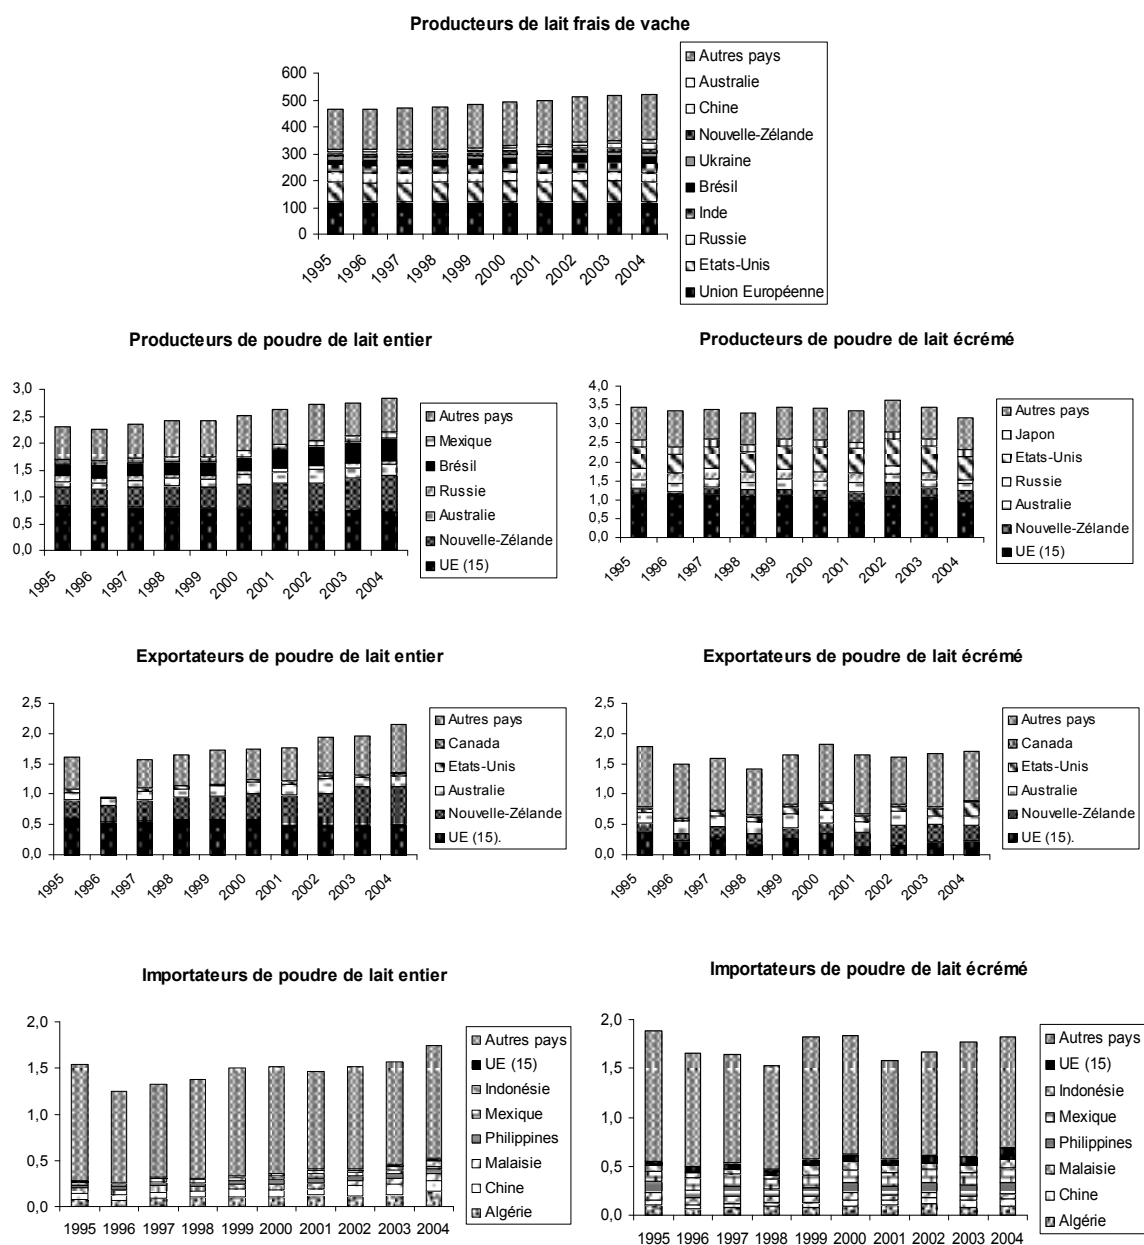 Producteurs de lait frais de vache
600
500
400
300
200
100
0
1995
1996
1997
1998
1999
2000
2001
2002
2003
2004
Autres pays
Australie
Chine
Nouvelle-Zélande
Ukraine
Brésil
Inde
Russie
Etats-Unis
Union Européenne
Producteurs de poudre de lait entier
3,0
2,5
2,0
1,5
1,0
0,5
0,0
1995
1996
1997
1998
1999
2000
2001
2002
2003
2004
Autres pays
Mexique
Brésil
Russie
Australie
Nouvelle-Zélande
UE (15)
Producteurs de poudre de lait écrémé
4,0
3,5
3,0
2,5
2,0
1,5
1,0
0,5
0,0
1995
1996
1997
1998
1999
2000
2001
2002
2003
2004
Autres pays
Japon
Etats-Unis
Russie
Australie
Nouvelle-Zélande
UE (15)
Exportateurs de poudre de lait entier
2,5
2,0
1,5
1,0
0,5
0,0
1995
1996
1997
1998
1999
2000
2001
2002
2003
2004
Autres pays
Canada
Etats-Unis
Australie
Nouvelle-Zélande
UE (15).
Exportateurs de poudre de lait écrémé
2,5
2,0
1,5
1,0
0,5
0,0
1995
1996
1997
1998
1999
2000
2001
2002
2003
2004
Autres pays
Canada
Etats-Unis
Australie
Nouvelle-Zélande
UE (15).
Importateurs de poudre de lait entier
2,0
1,5
1,0
0,5
0,0
1995 1996 1997 1998 1999 2000 2001 2002 2003 2004
Autres pays
UE (15)
Indonésie
Mexique
Philippines
Malaisie
Chine
Algérie
Importateurs de poudre de lait écrémé
2,0
1,5
1,0
0,5
0,0
1995 1996 1997 1998 1999 2000 2001 2002 2003 2004
Autres pays
UE (15)
Indonésie
Mexique
Philippines
Malaisie
Chine
Algérie